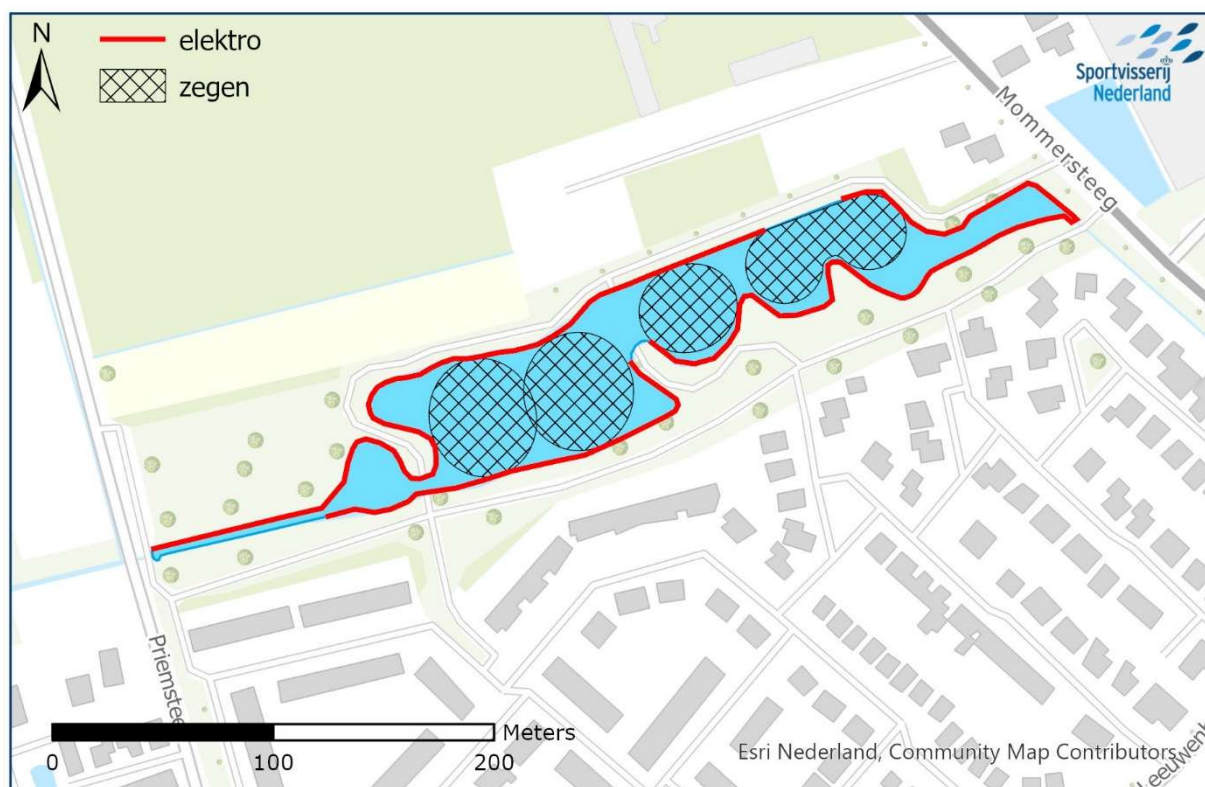 N
elektro
zegen
Sportvisserij
Nederland
Mommersteeg
Priemsteeg
Meters
0 100 200
Esri Nederland, Community Map Contributors